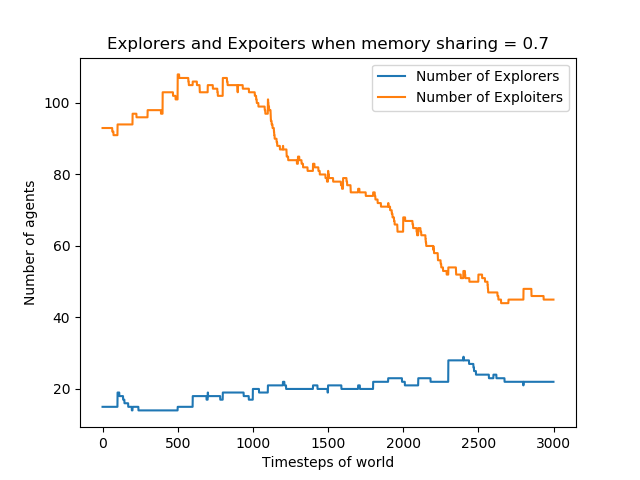 Explorers and Expoiters when memory sharing = 0.7
Number of Explorers
Number of Exploiters
Number of agents
100
80
60
40
20
0 500 1000 1500 2000 2500 3000
Timesteps of world